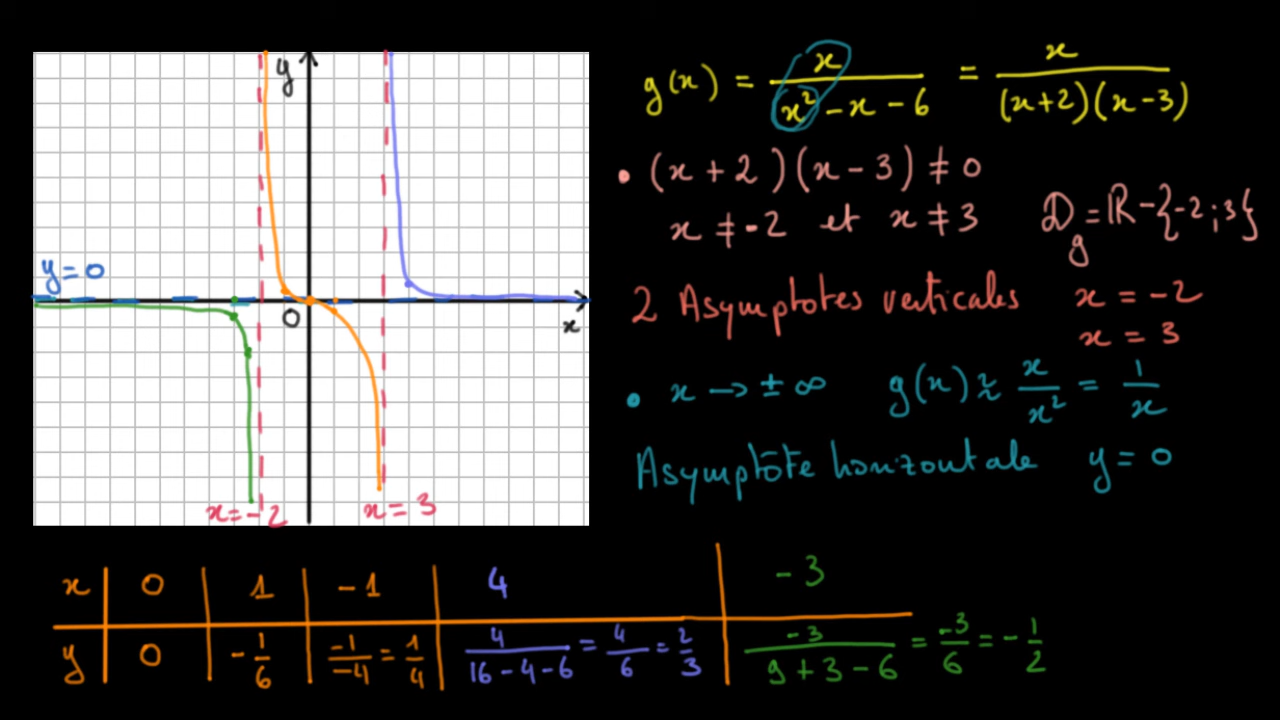 y
y = 0
O
x
x = -2
x = 3
g(x) = x / (x² - x - 6) = x / ((x+2)(x-3))
• (x + 2)(x - 3) ≠ 0
x ≠ -2 et x ≠ 3 D_g = ℝ - {-2 ; 3}
2 Asymptotes verticales x = -2
x = 3
• x → ± ∞ g(x) ≈ x / x² = 1 / x
Asymptôte horizontale y = 0
x | 0 | 1 | -1 | 4 | -3
y | 0 | -1/6 | -1/-4 = 1/4 | 4 / (16 - 4 - 6) = 4/6 = 2/3 | -3 / (9 + 3 - 6) = -3/6 = -1/2